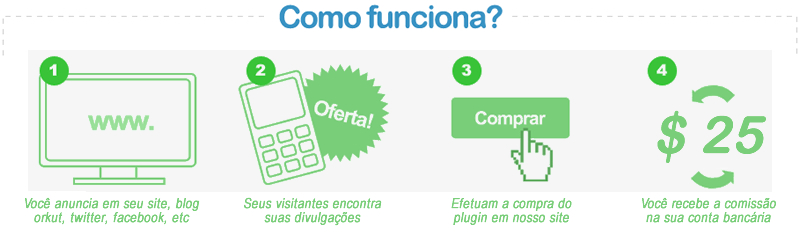 Como funciona?
1
www.
Você anuncia em seu site, blog
orkut, twitter, facebook, etc
2
Oferta!
Seus visitantes encontra
suas divulgações
3
Comprar
Efetuam a compra do
plugin em nosso site
4
$ 25
Você recebe a comissão
na sua conta bancária